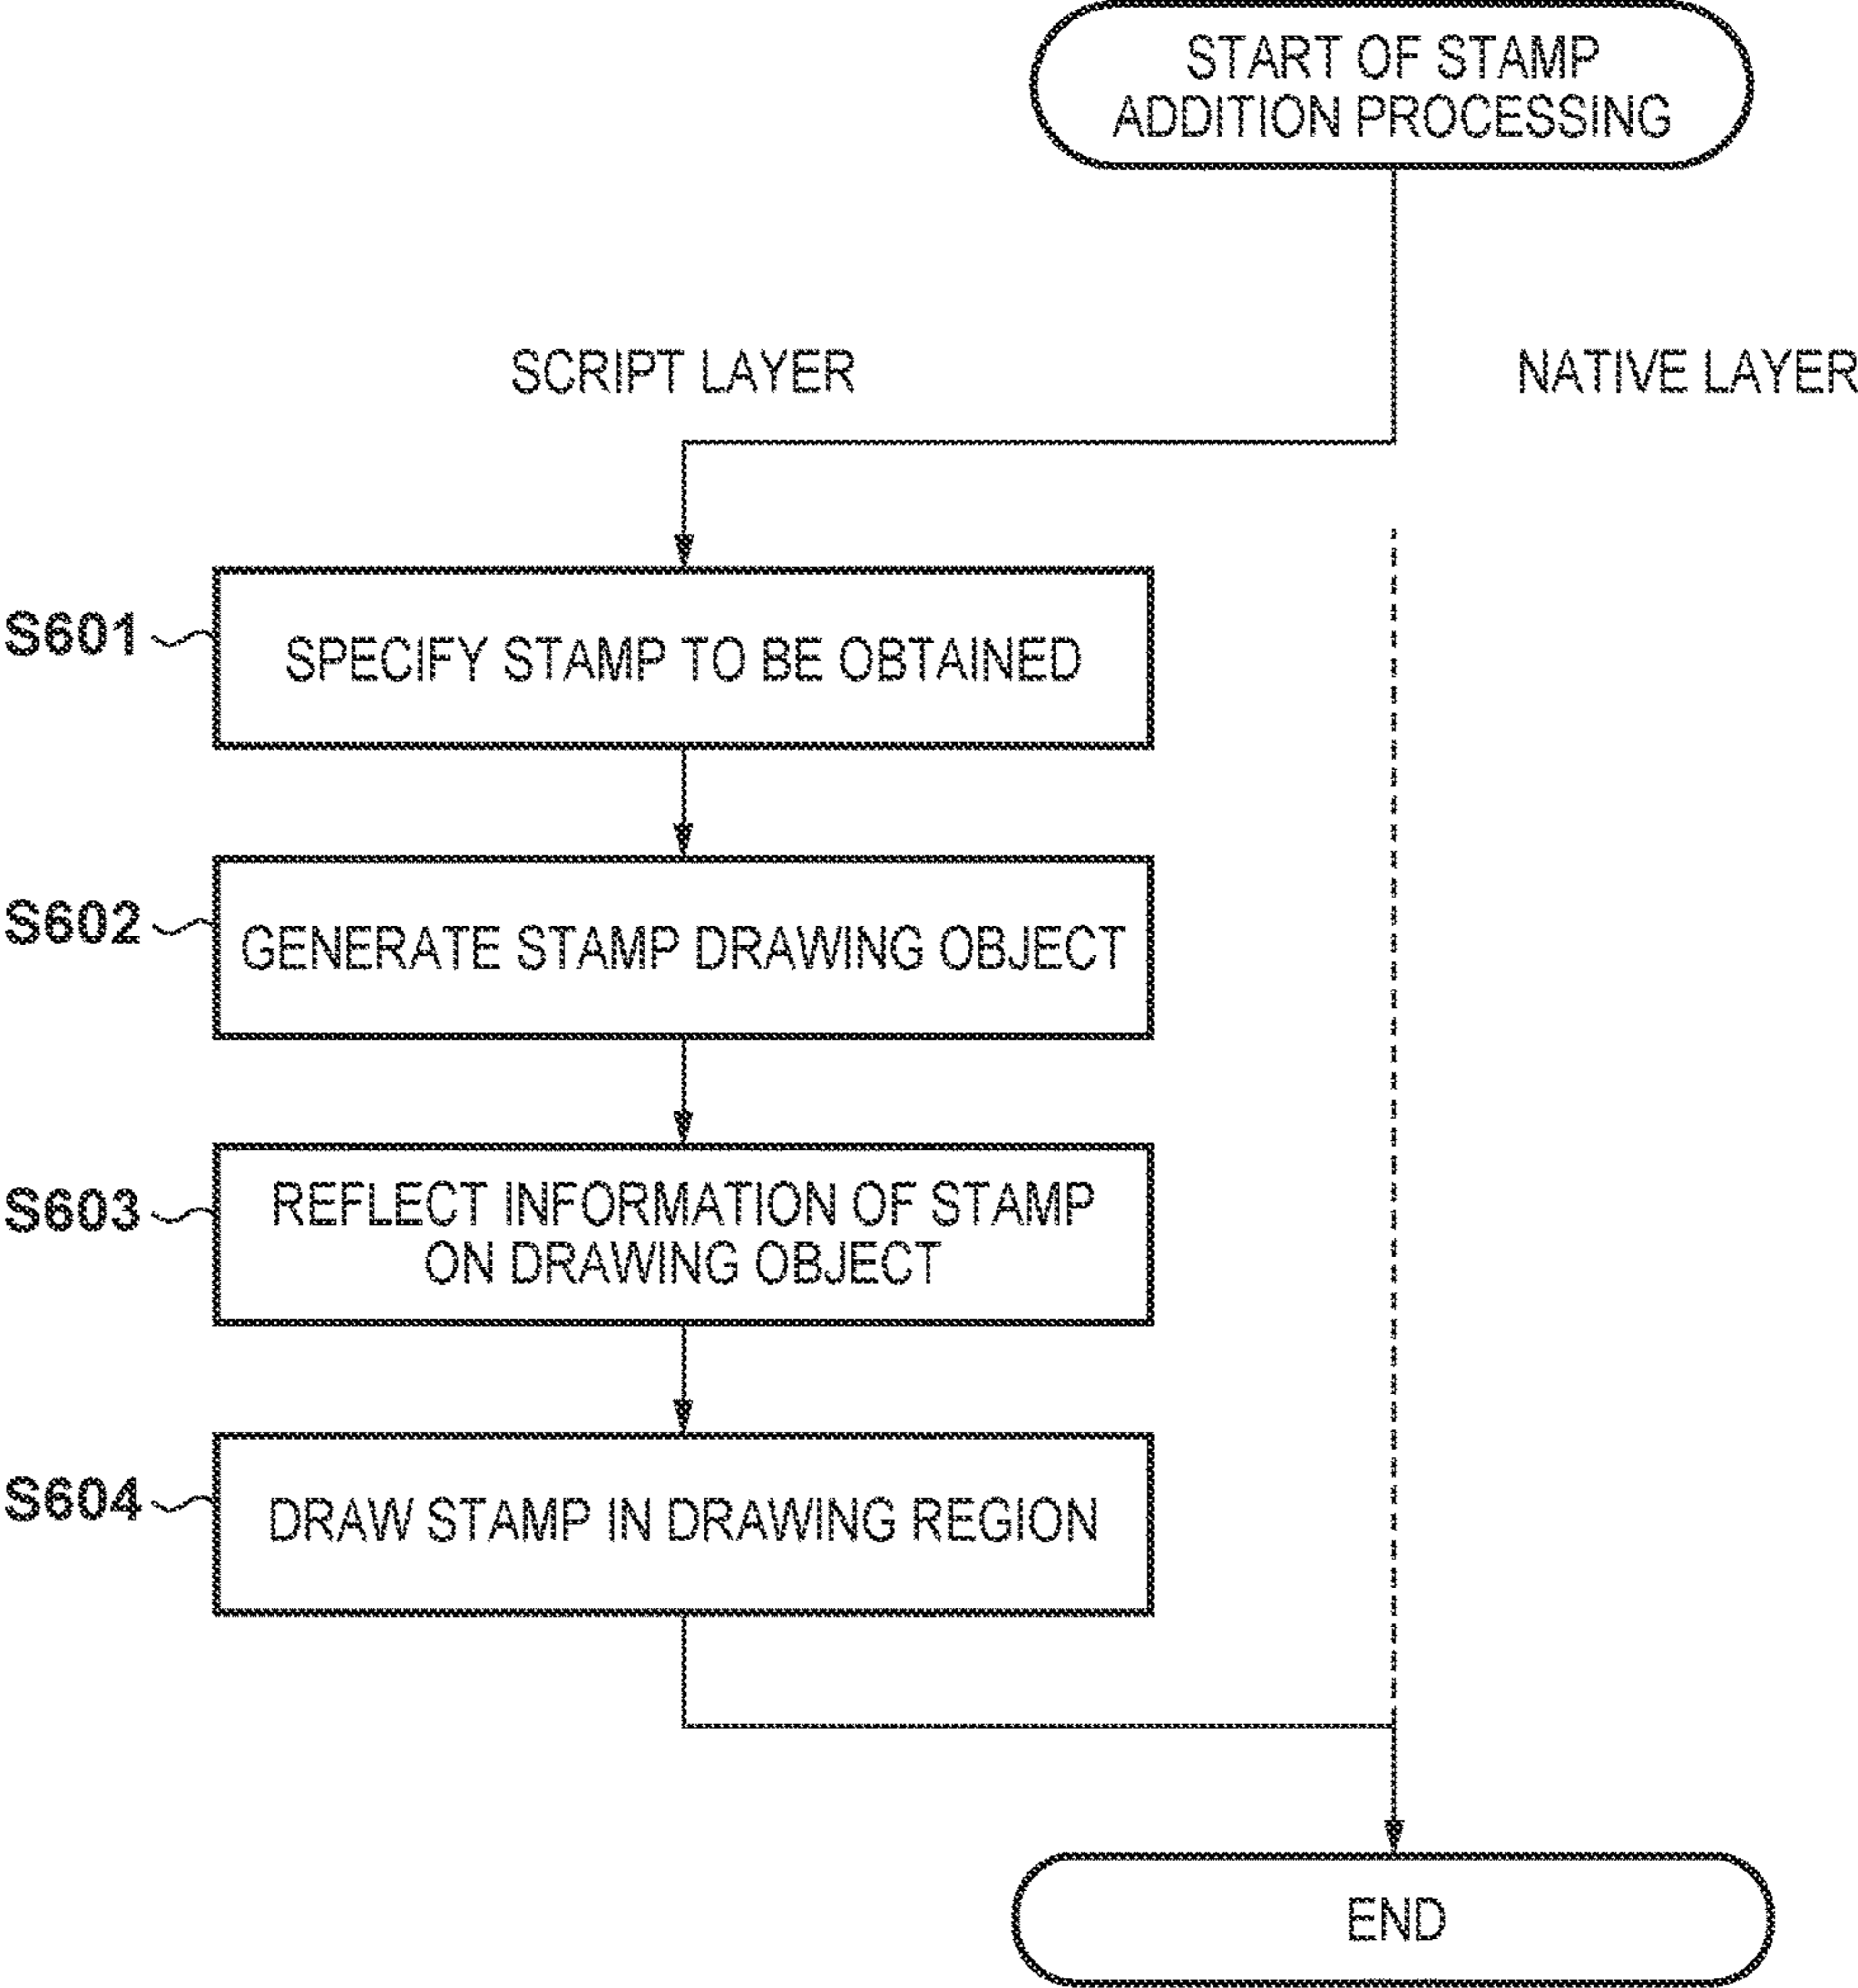 START OF STAMP
ADDITION PROCESSING
SCRIPT LAYER
NATIVE LAYER
S601
SPECIFY STAMP TO BE OBTAINED
S602
GENERATE STAMP DRAWING OBJECT
S603
REFLECT INFORMATION OF STAMP
ON DRAWING OBJECT
S604
DRAW STAMP IN DRAWING REGION
END